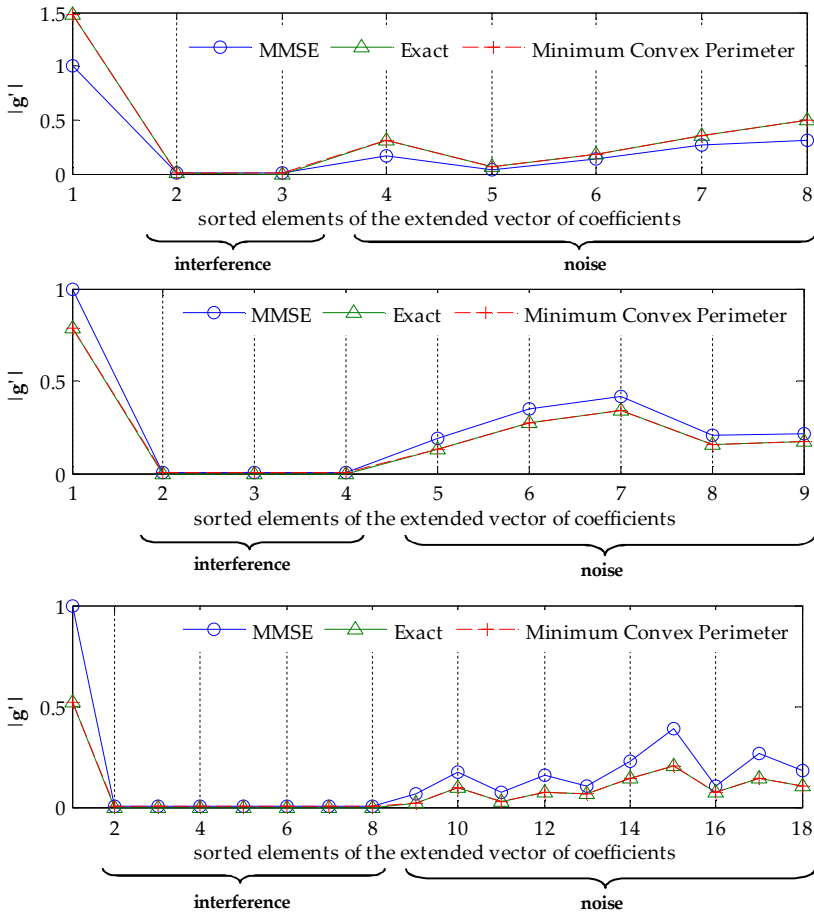 1.5
1
0.5
0
|g'|
MMSE Exact Minimum Convex Perimeter
1 2 3 4 5 6 7 8
sorted elements of the extended vector of coefficients
interference noise
1
0.5
0
|g'|
MMSE Exact Minimum Convex Perimeter
1 2 3 4 5 6 7 8 9
sorted elements of the extended vector of coefficients
interference noise
1
0.5
0
|g'|
MMSE Exact Minimum Convex Perimeter
2 4 6 8 10 12 14 16 18
sorted elements of the extended vector of coefficients
interference noise